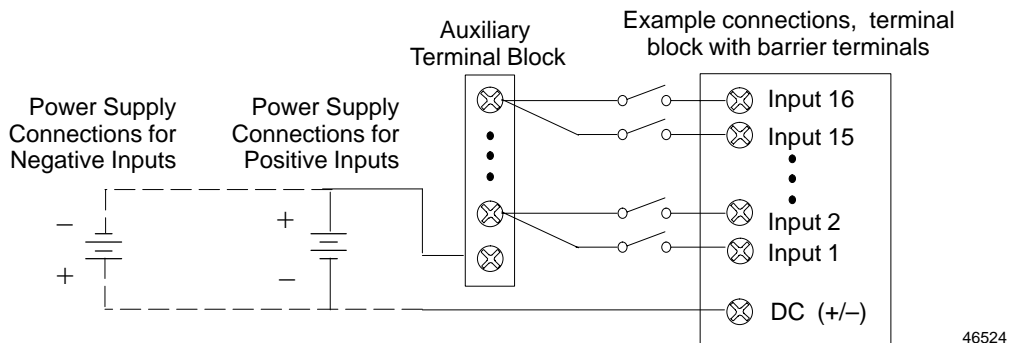 Example connections, terminal
block with barrier terminals
Auxiliary
Terminal Block
Power Supply
Connections for
Negative Inputs
Power Supply
Connections for
Positive Inputs
Input 16
Input 15
Input 2
Input 1
DC (+/–)
–
+
+
–
46524